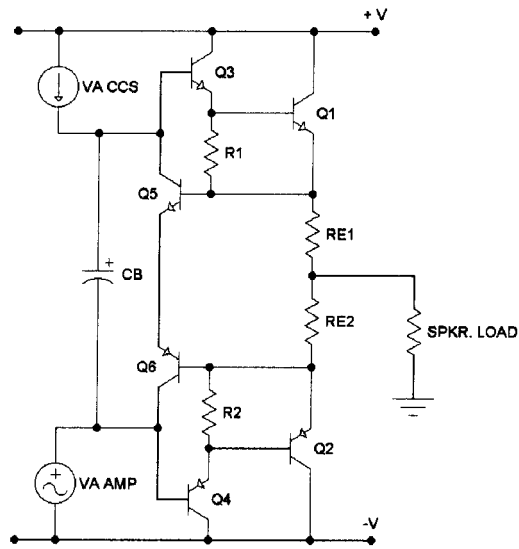 + V
Q3
VA CCS
Q1
R1
Q5
RE1
+
CB
RE2
SPKR. LOAD
Q6
R2
Q2
+
VA AMP
Q4
-V